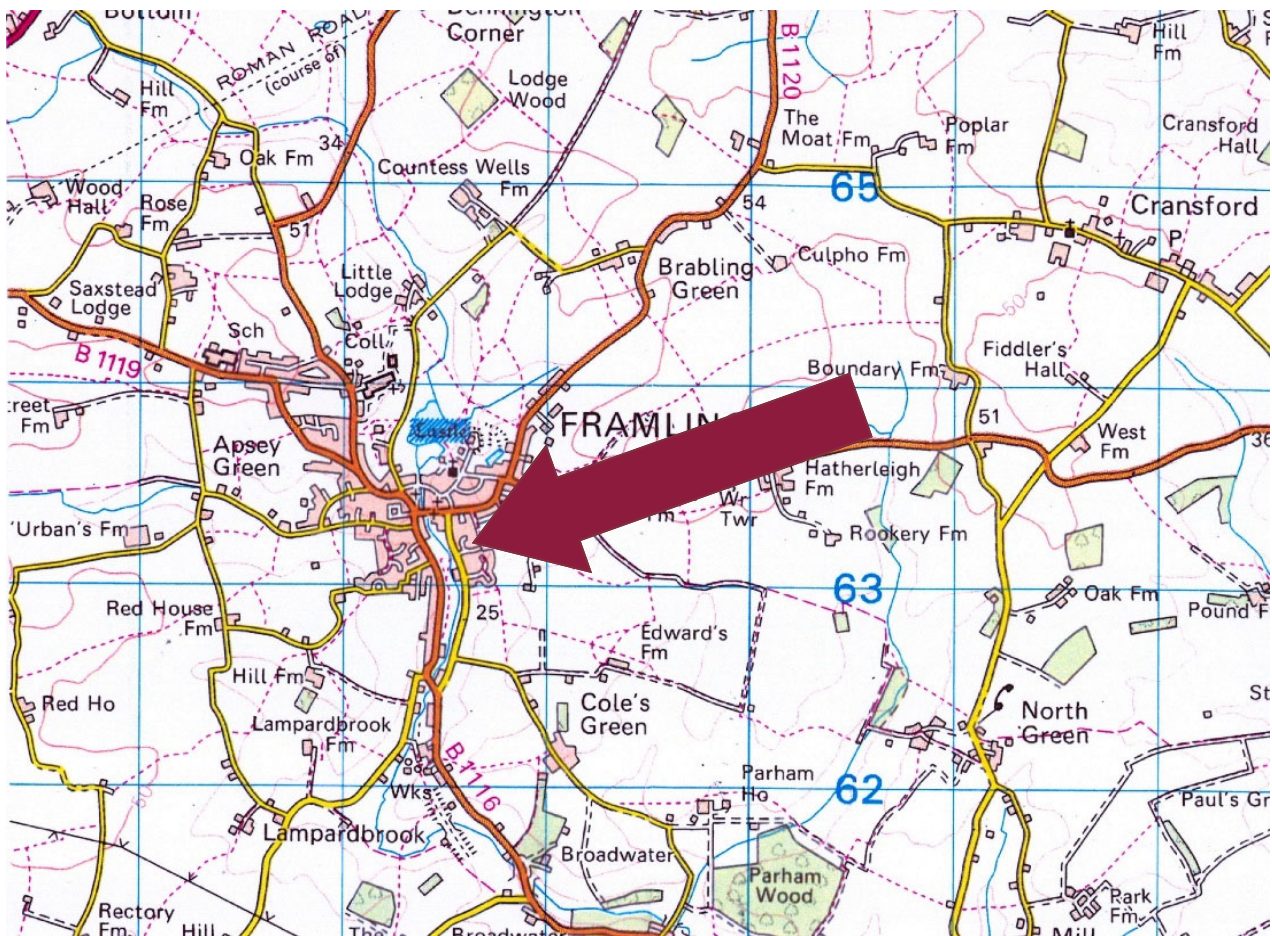 Bottom
Dennington
Corner
ROMAN ROAD
(course of)
Hill
Fm
Lodge
Wood
B 1120
Hill
Fm
The
Moat Fm
Poplar
Fm
Cransford
Hall
34
Oak Fm
Countess Wells
Fm
65
Wood
Hall
Rose
Fm
51
54
Cransford
P
Little
Lodge
Brabling
Green
Culpho Fm
Saxstead
Lodge
Sch
Coll
50
B 1119
Fiddler's
Hall
Boundary Fm
Fm
Castle
FRAMLIN
51
West
Fm
36
Apsey
Green
Hatherleigh
Fm
Wr
Twr
Fm
'Urban's Fm
Rookery Fm
63
Oak Fm
Pound F
Red House
Fm
25
Edward's
Fm
Hill Fm
Red Ho
Cole's
Green
North
Green
St
Lampardbrook
Fm
B 1116
Parham
Ho
62
50
Wks
Paul's Gr
Lampardbrook
Broadwater
Parham
Wood
Park
Fm
Rectory
Fm
Hill
The
Broadwater
Mill